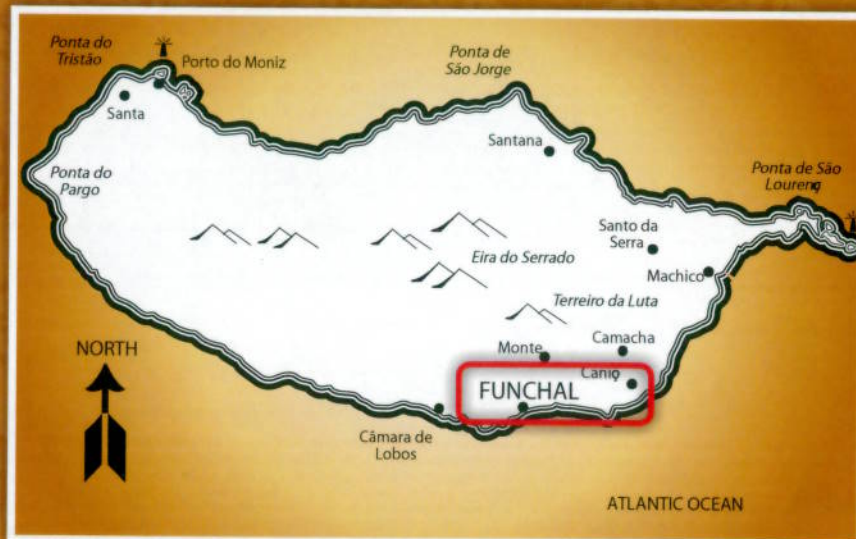 Ponta do
Tristão
Porto do Moniz
Santa
Ponta de
São Jorge
Santana
Ponta do
Pargo
Ponta de São
Lourenç
Santo da
Serra
Eira do Serrado
Machico
Terreiro da Luta
NORTH
Monte
Camacha
Caniç
FUNCHAL
Câmara de
Lobos
ATLANTIC OCEAN